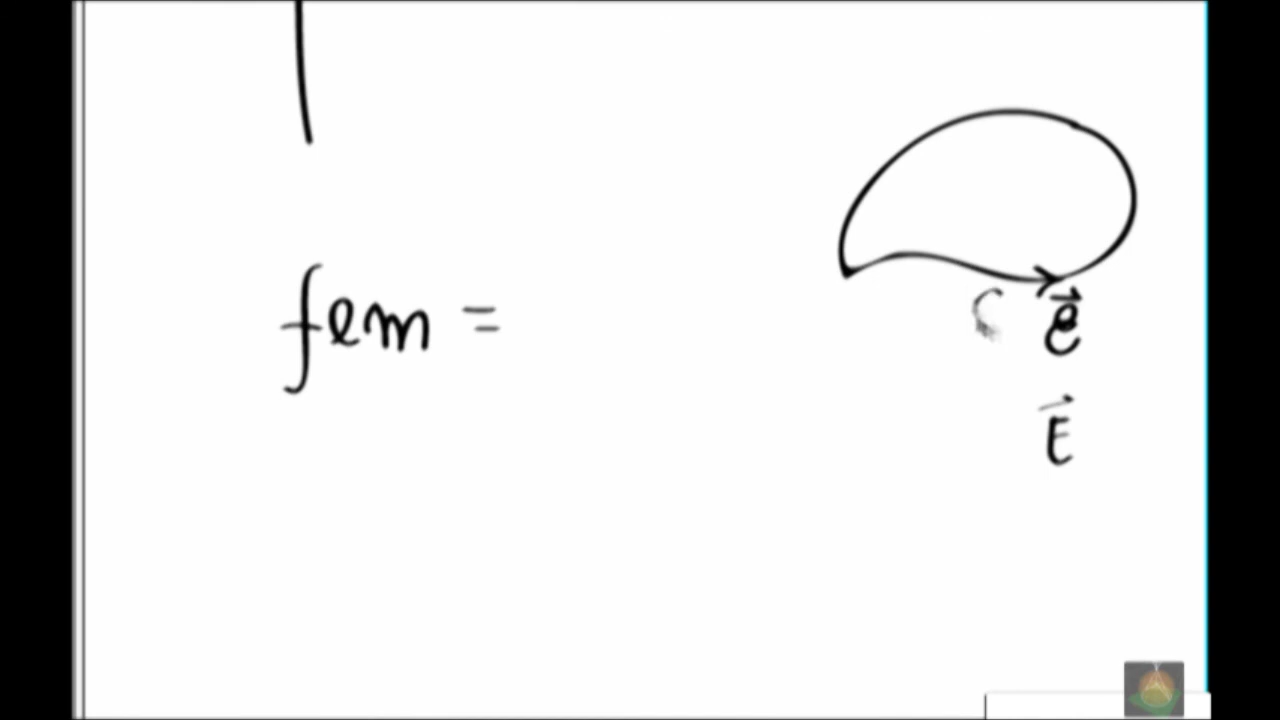 fem =
C
e⃗
E⃗